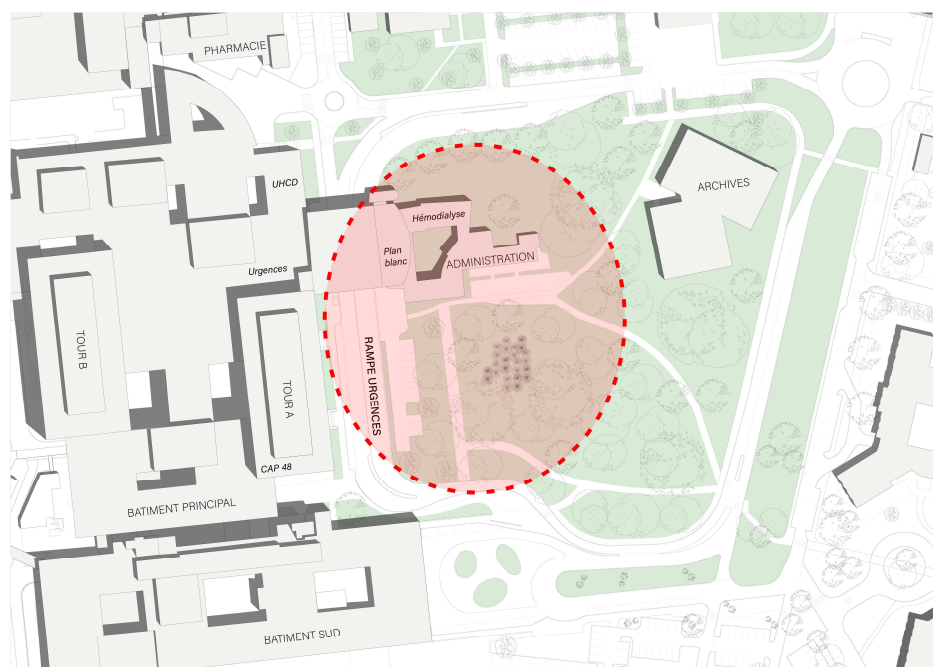 PHARMACIE
UHCD
Hémodialyse
ARCHIVES
Plan
blanc
ADMINISTRATION
Urgences
TOUR B
RAMPE URGENCES
TOUR A
CAP 48
BATIMENT PRINCIPAL
BATIMENT SUD